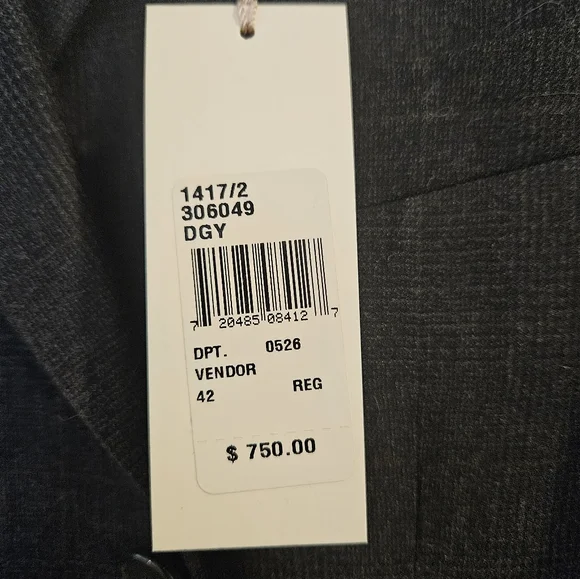 1417/2
306049
DGY
7 20485 08412 7
DPT. 0526
VENDOR
42 REG
$ 750.00